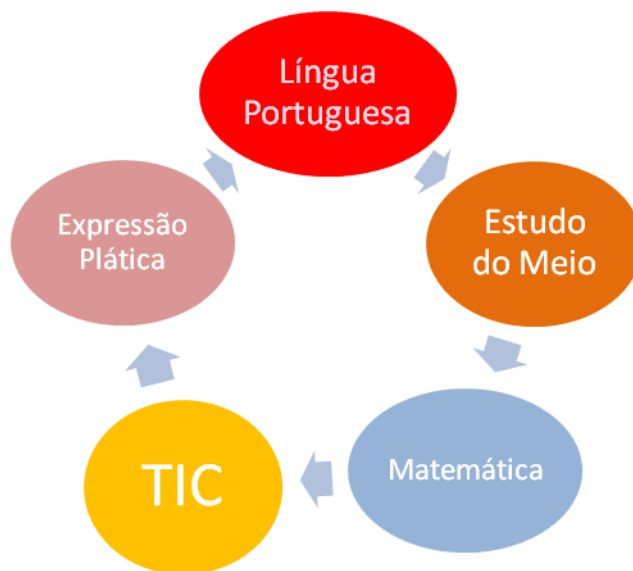 Língua
Portuguesa
Estudo
do Meio
Matemática
TIC
Expressão
Plática